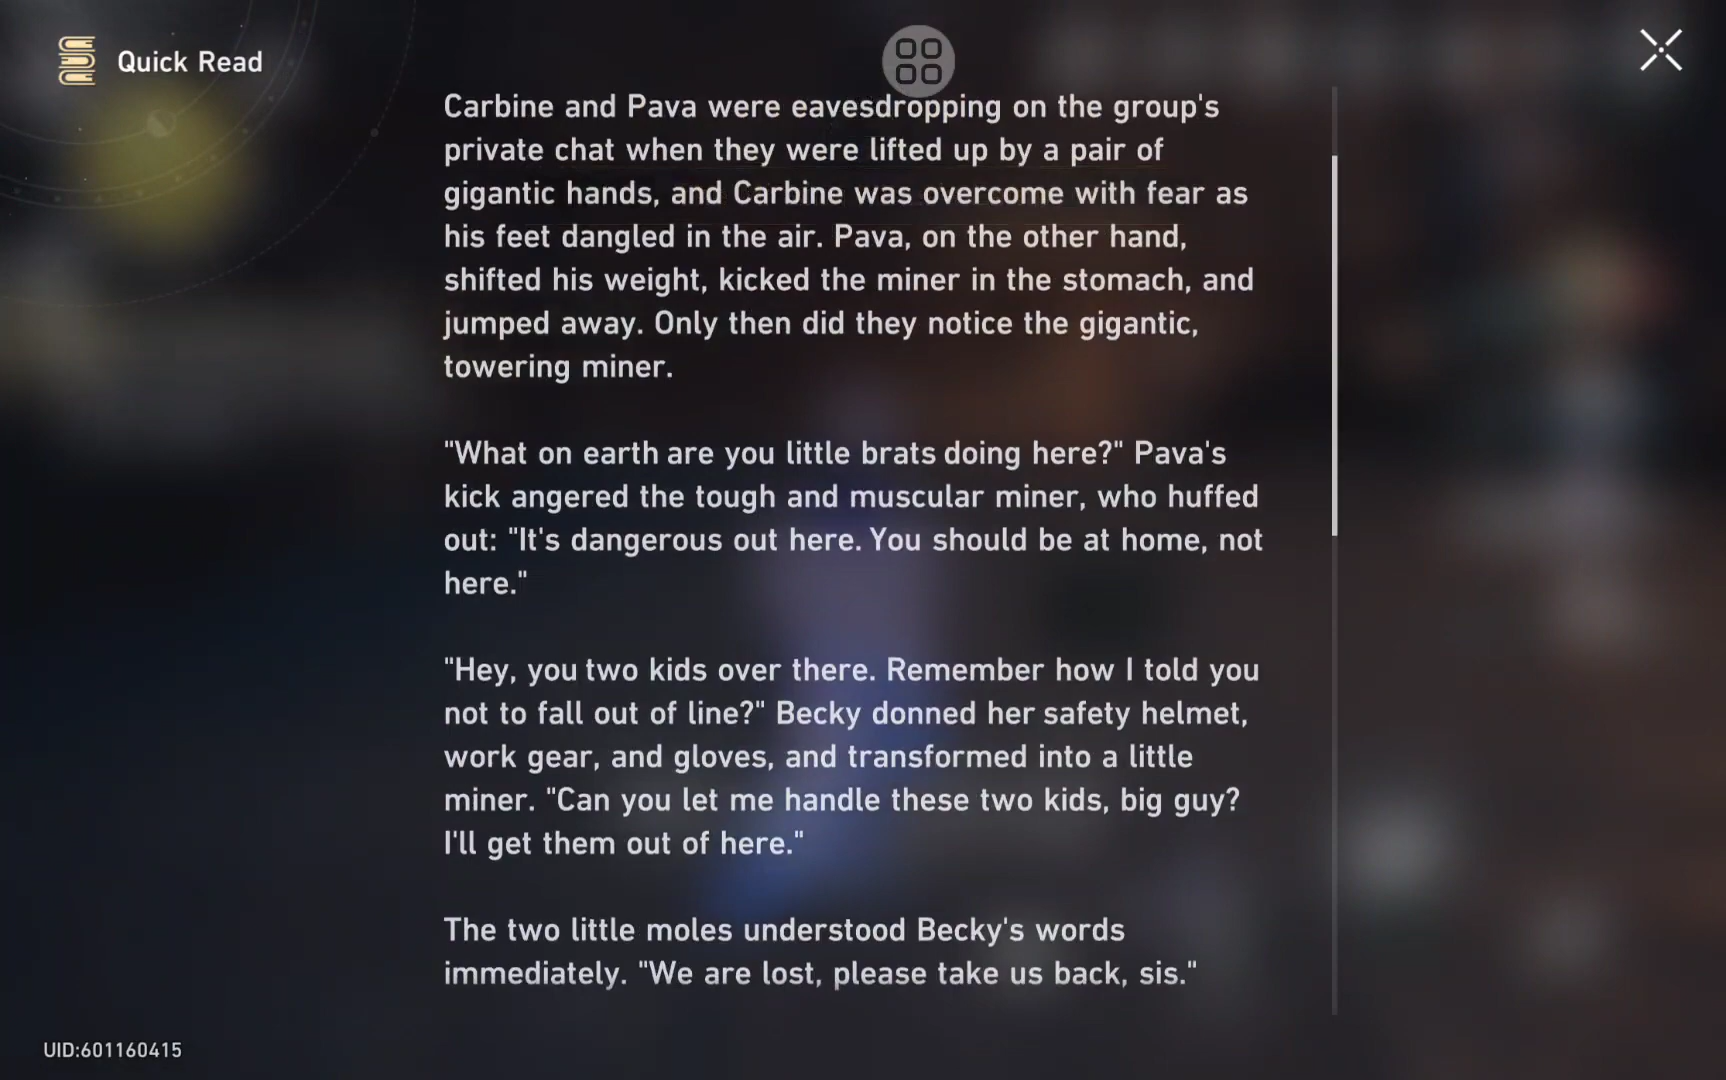 Quick Read
Carbine and Pava were eavesdropping on the group's
private chat when they were lifted up by a pair of
gigantic hands, and Carbine was overcome with fear as
his feet dangled in the air. Pava, on the other hand,
shifted his weight, kicked the miner in the stomach, and
jumped away. Only then did they notice the gigantic,
towering miner.
"What on earth are you little brats doing here?" Pava's
kick angered the tough and muscular miner, who huffed
out: "It's dangerous out here. You should be at home, not
here."
"Hey, you two kids over there. Remember how I told you
not to fall out of line?" Becky donned her safety helmet,
work gear, and gloves, and transformed into a little
miner. "Can you let me handle these two kids, big guy?
I'll get them out of here."
The two little moles understood Becky's words
immediately. "We are lost, please take us back, sis."
UID:601160415